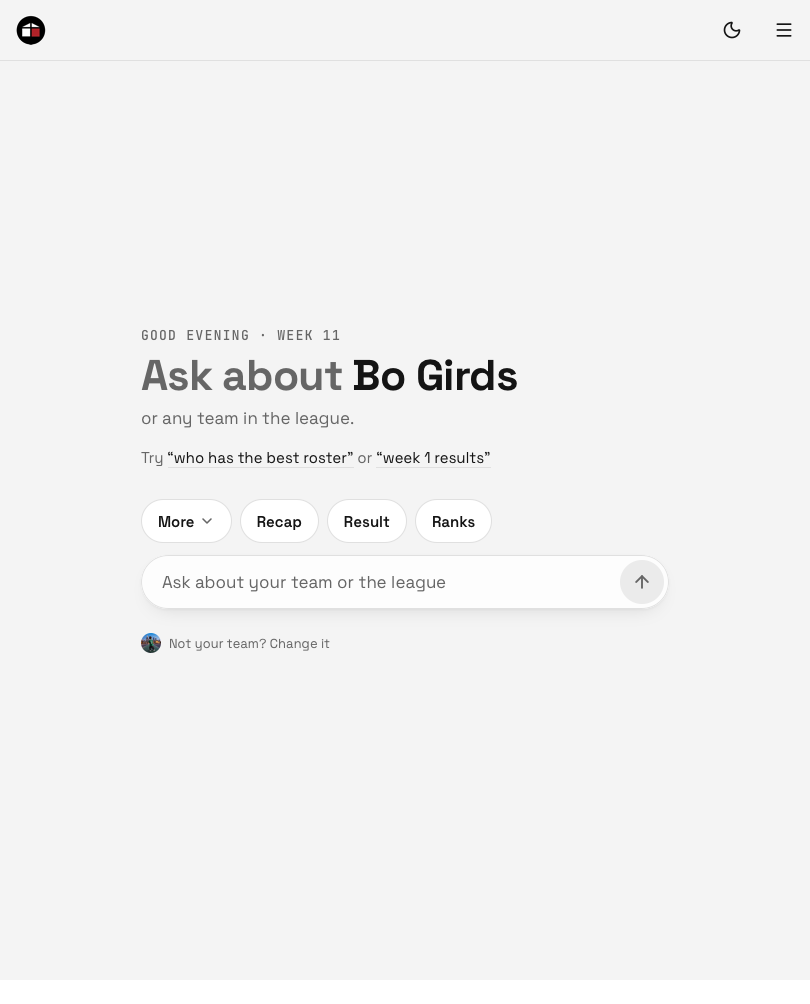 GOOD EVENING · WEEK 11
Ask about Bo Girds
or any team in the league.
Try “who has the best roster” or “week 1 results”
More Recap Result Ranks
Ask about your team or the league
Not your team? Change it